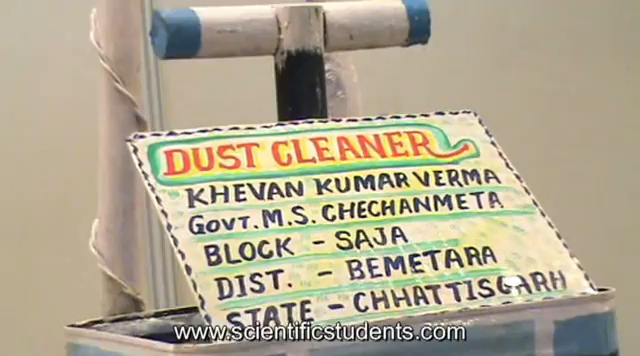 DUST CLEANER
KHEVAN KUMAR VERMA
GOVT. M.S. CHECHANMETA
BLOCK - SAJA
DIST. - BEMETARA
STATE - CHHATTISGARH
www.scientificstudents.com